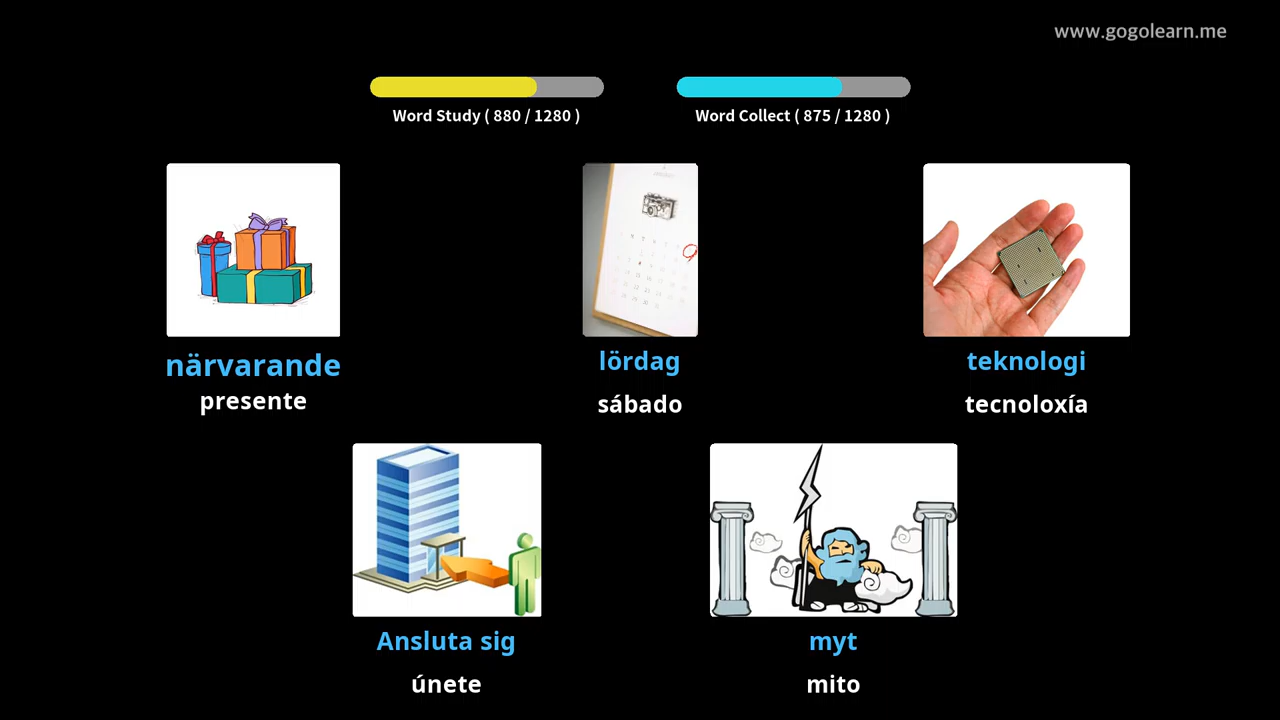 www.gogolearn.me
Word Study ( 880 / 1280 )
Word Collect ( 875 / 1280 )
närvarande
presente
lördag
sábado
teknologi
tecnoloxía
Ansluta sig
únete
myt
mito